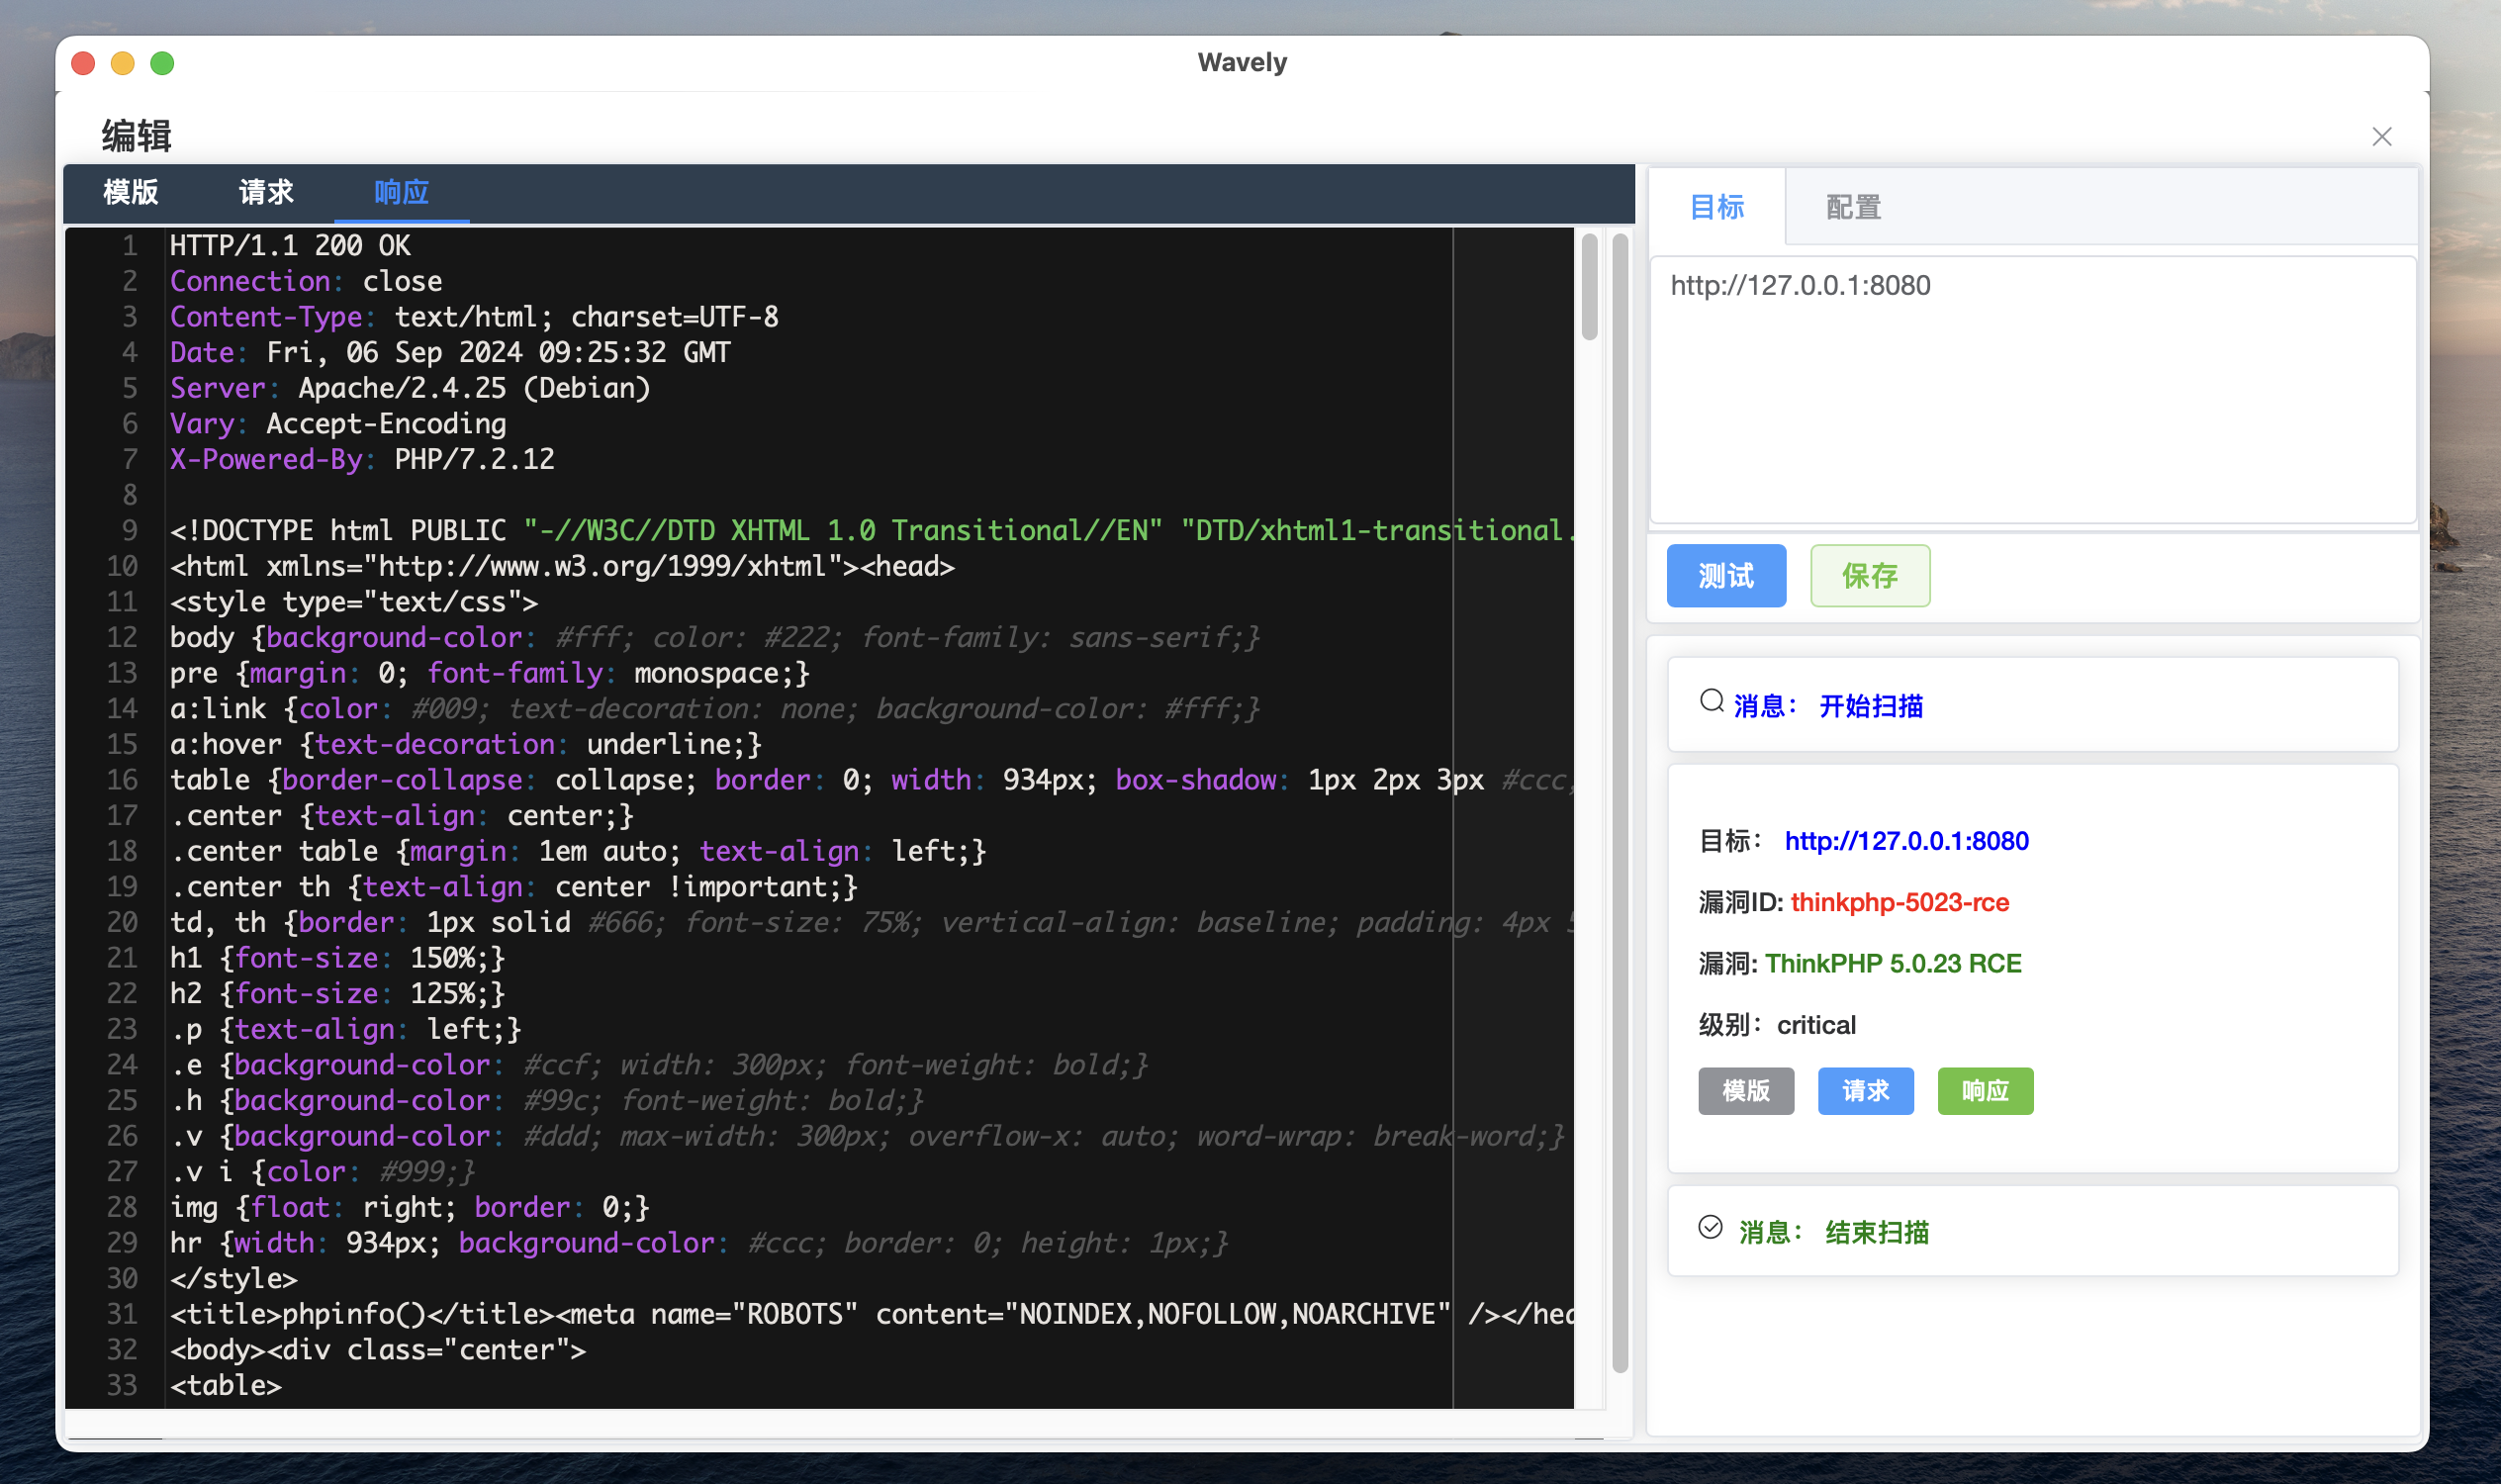 Wavely
编辑
模版 请求 响应
1 HTTP/1.1 200 OK
2 Connection: close
3 Content-Type: text/html; charset=UTF-8
4 Date: Fri, 06 Sep 2024 09:25:32 GMT
5 Server: Apache/2.4.25 (Debian)
6 Vary: Accept-Encoding
7 X-Powered-By: PHP/7.2.12
8
9 <!DOCTYPE html PUBLIC "-//W3C//DTD XHTML 1.0 Transitional//EN" "DTD/xhtml1-transitional.
10 <html xmlns="http://www.w3.org/1999/xhtml"><head>
11 <style type="text/css">
12 body {background-color: #fff; color: #222; font-family: sans-serif;}
13 pre {margin: 0; font-family: monospace;}
14 a:link {color: #009; text-decoration: none; background-color: #fff;}
15 a:hover {text-decoration: underline;}
16 table {border-collapse: collapse; border: 0; width: 934px; box-shadow: 1px 2px 3px #ccc;
17 .center {text-align: center;}
18 .center table {margin: 1em auto; text-align: left;}
19 .center th {text-align: center !important;}
20 td, th {border: 1px solid #666; font-size: 75%; vertical-align: baseline; padding: 4px 5
21 h1 {font-size: 150%;}
22 h2 {font-size: 125%;}
23 .p {text-align: left;}
24 .e {background-color: #ccf; width: 300px; font-weight: bold;}
25 .h {background-color: #99c; font-weight: bold;}
26 .v {background-color: #ddd; max-width: 300px; overflow-x: auto; word-wrap: break-word;}
27 .v i {color: #999;}
28 img {float: right; border: 0;}
29 hr {width: 934px; background-color: #ccc; border: 0; height: 1px;}
30 </style>
31 <title>phpinfo()</title><meta name="ROBOTS" content="NOINDEX,NOFOLLOW,NOARCHIVE" /></hea
32 <body><div class="center">
33 <table>
目标 配置
http://127.0.0.1:8080
测试 保存
消息： 开始扫描
目标： http://127.0.0.1:8080
漏洞ID: thinkphp-5023-rce
漏洞: ThinkPHP 5.0.23 RCE
级别：critical
模版 请求 响应
消息： 结束扫描